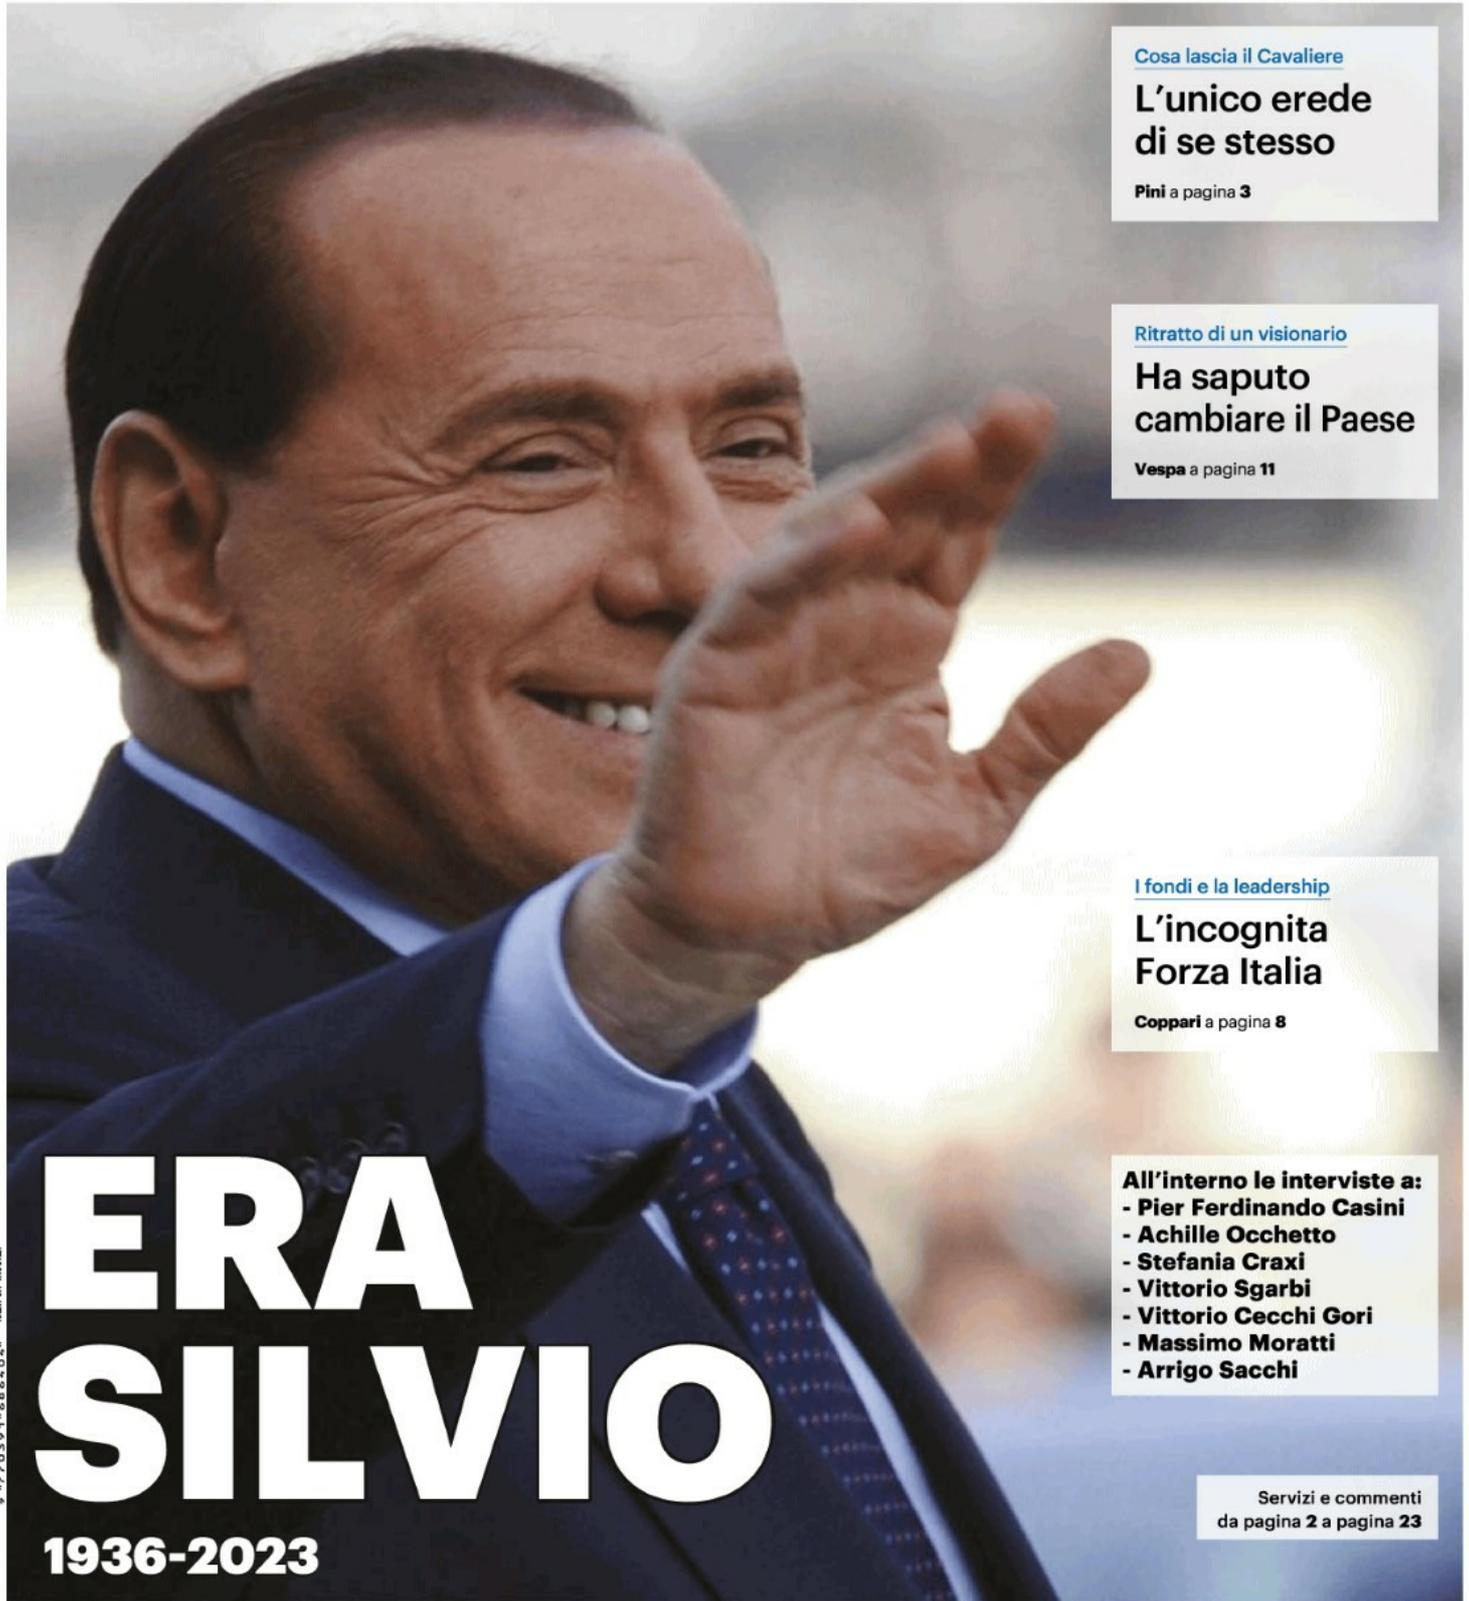 Cosa lascia il Cavaliere
L'unico erede
di se stesso
Pini a pagina 3
Ritratto di un visionario
Ha saputo
cambiare il Paese
Vespa a pagina 11
I fondi e la leadership
L'incognita
Forza Italia
Coppari a pagina 8
All'interno le interviste a:
- Pier Ferdinando Casini
- Achille Occhetto
- Stefania Craxi
- Vittorio Sgarbi
- Vittorio Cecchi Gori
- Massimo Moratti
- Arrigo Sacchi
Servizi e commenti
da pagina 2 a pagina 23
ERA
SILVIO
1936-2023